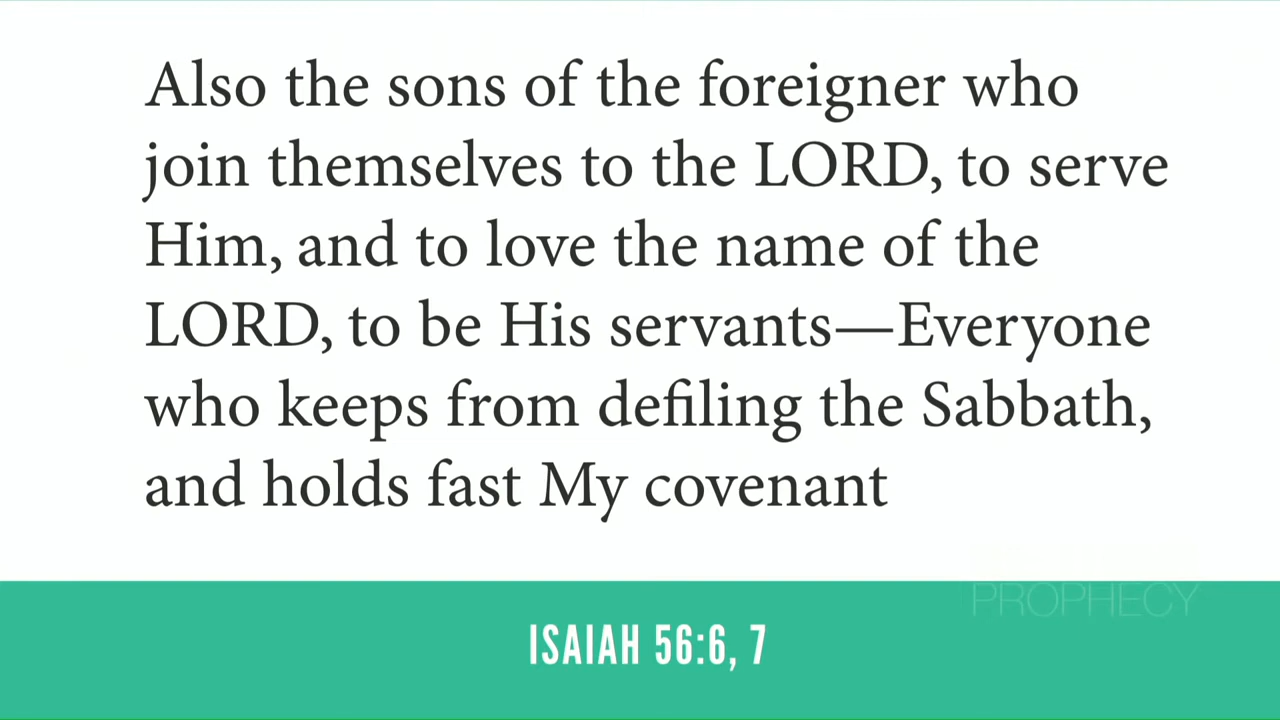 Also the sons of the foreigner who
join themselves to the LORD, to serve
Him, and to love the name of the
LORD, to be His servants—Everyone
who keeps from defiling the Sabbath,
and holds fast My covenant
PROPHECY
ISAIAH 56:6, 7